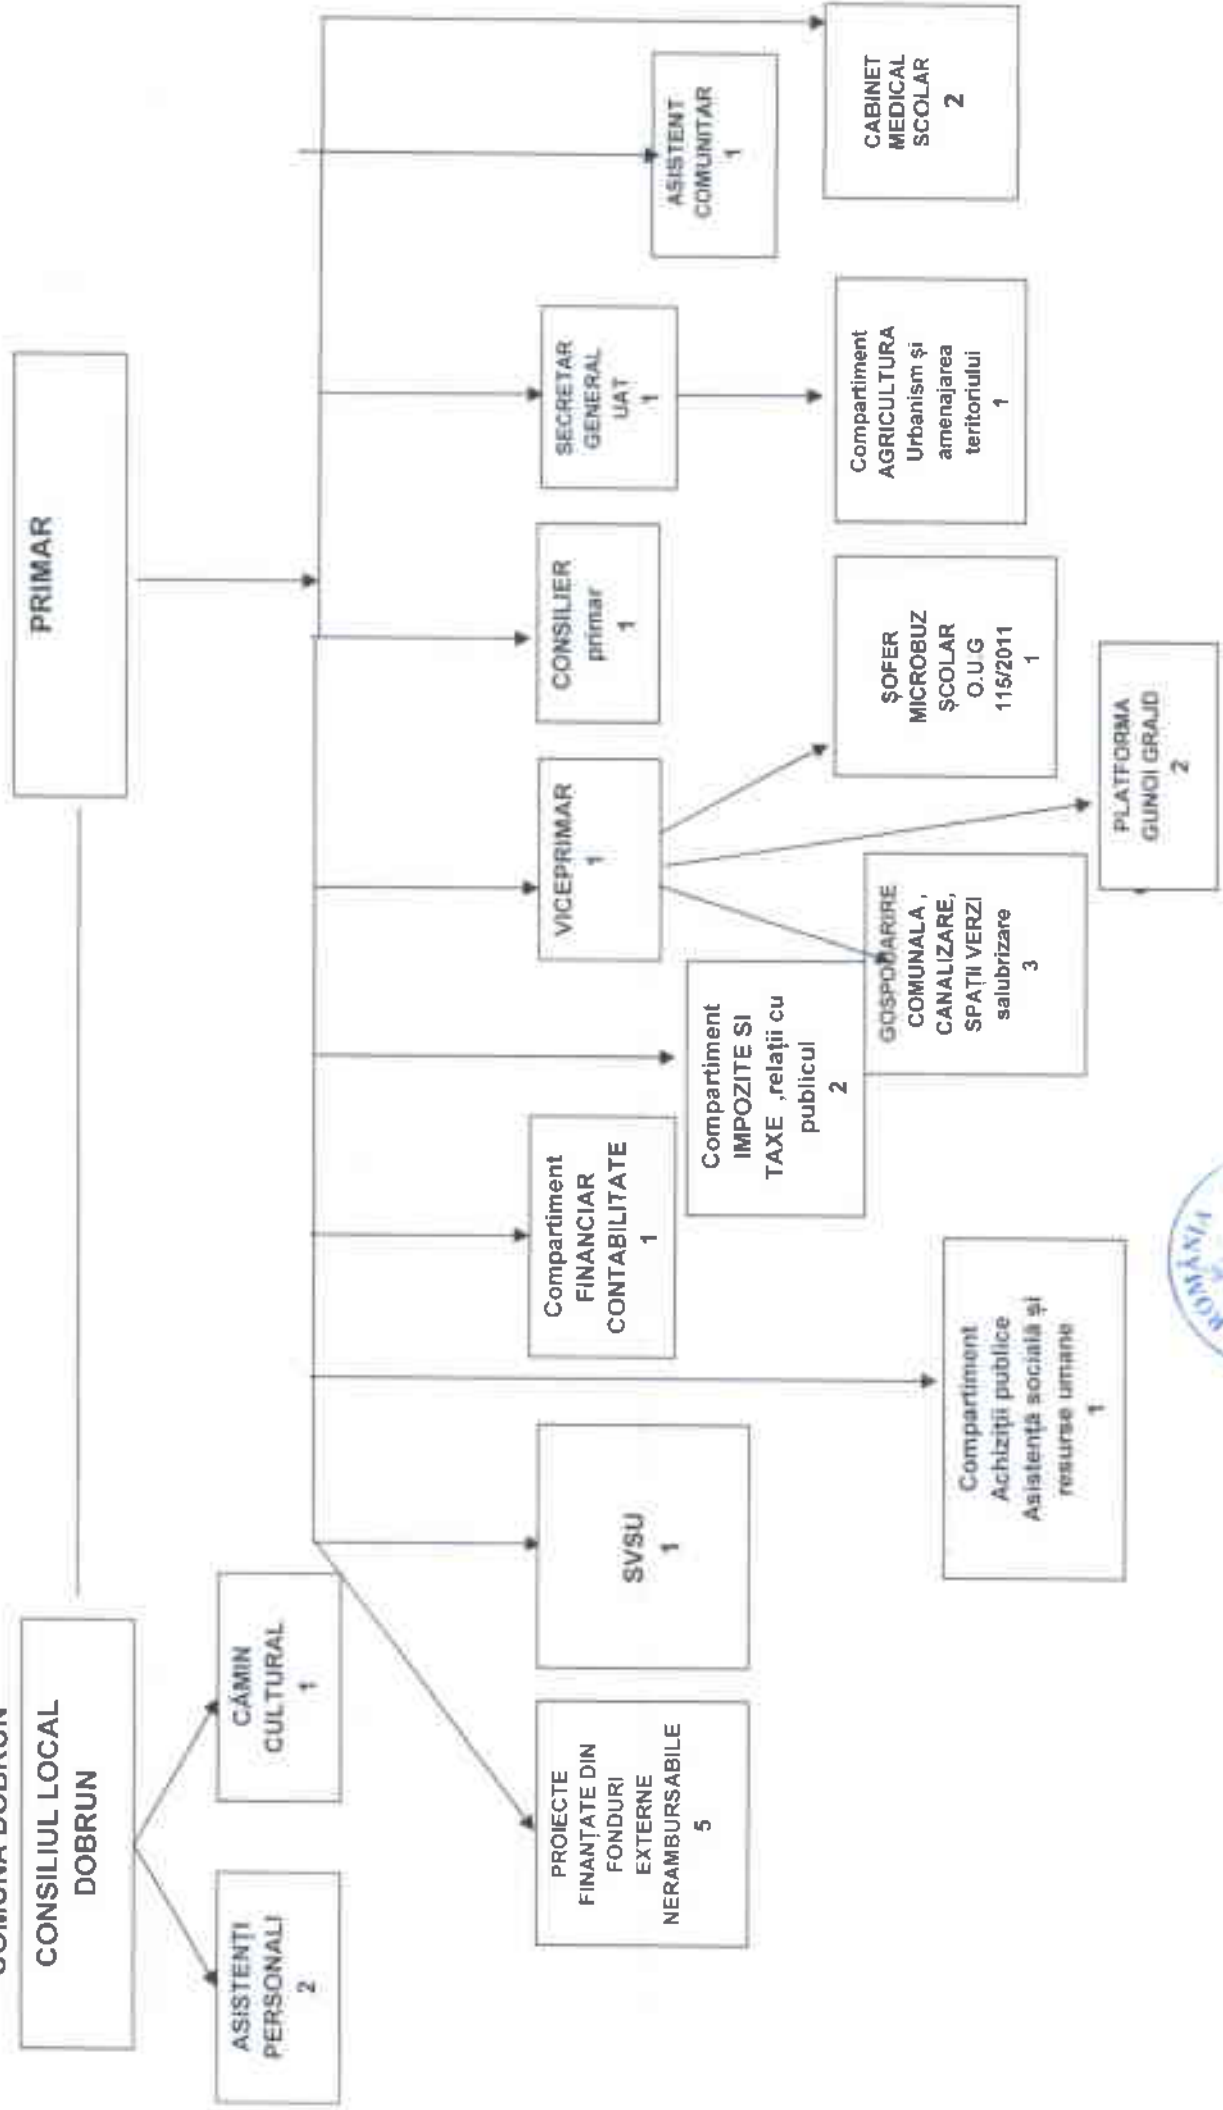 COMUNA DOBRUN
CONSILIUL LOCAL
DOBRUN
PRIMAR
ASISTENȚI
PERSONALI
2
CĂMIN
CULTURAL
1
PROIECTE
FINANȚATE DIN
FONDURI
EXTERNE
NERAMBURSABILE
5
SVSU
1
Compartiment
Achiziții publice
Asistență socială și
resurse umane
1
Compartiment
FINANCIAR
CONTABILITATE
1
Compartiment
IMPOZITE SI
TAXE ,relații cu
publicul
2
VICEPRIMAR
1
GOSPODARIRE
COMUNALA ,
CANALIZARE,
SPAȚII VERZI
salubrizare
3
PLATFORMA
GUNOI GRAJD
2
ȘOFER
MICROBUZ
ȘCOLAR
O.U.G
115/2011
1
CONSILIER
primar
1
SECRETAR
GENERAL
UAT
1
Compartiment
AGRICULTURA
Urbanism și
amenajarea
teritoriului
1
ASISTENT
COMUNITAR
1
CABINET
MEDICAL
SCOLAR
2
ROMÂNIA